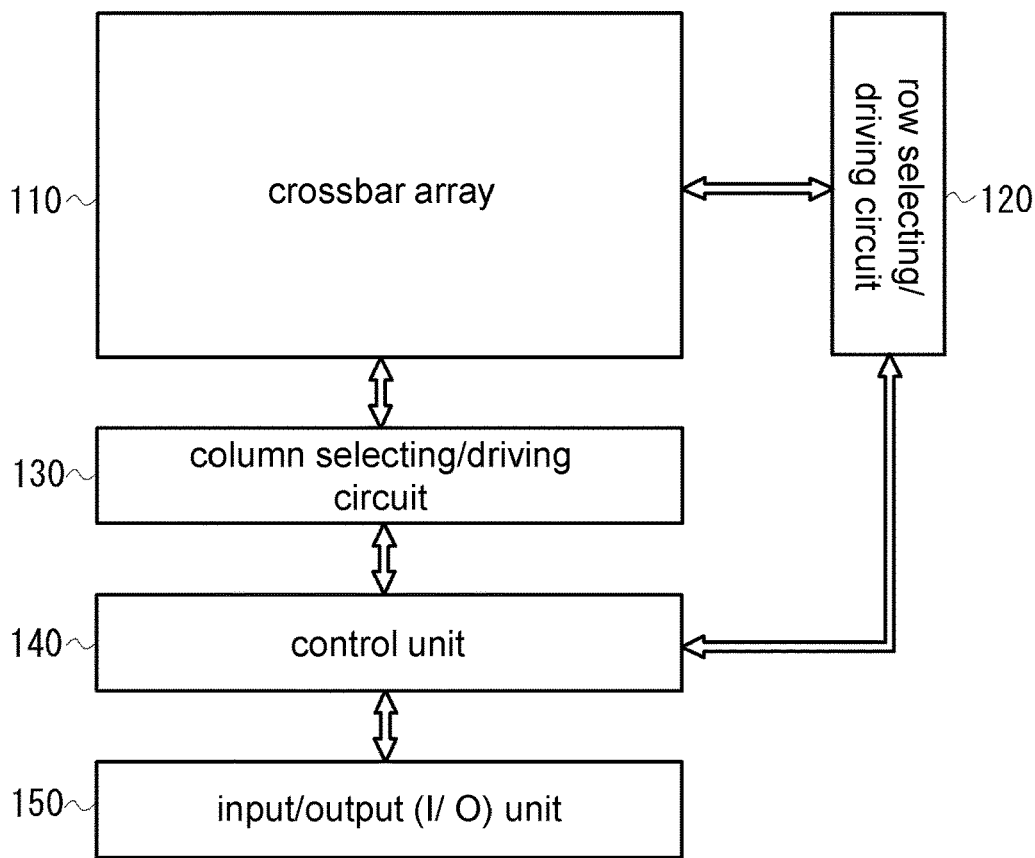 110
crossbar array
row selecting/
driving circuit
120
130
column selecting/driving
circuit
140
control unit
150
input/output (I/ O) unit